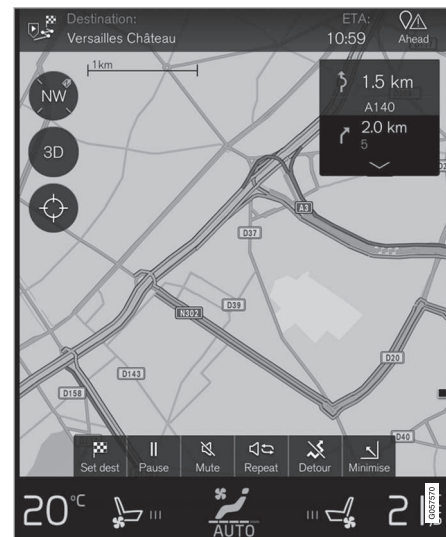 Destination:
Versailles Château
ETA:
10:59
Ahead
1km
NW
3D
1.5 km
A140
2.0 km
5
A3
D37
D39
N302
D143
D158
D20
D40
Set dest
Pause
Mute
Repeat
Detour
Minimise
20°C
AUTO
G057570